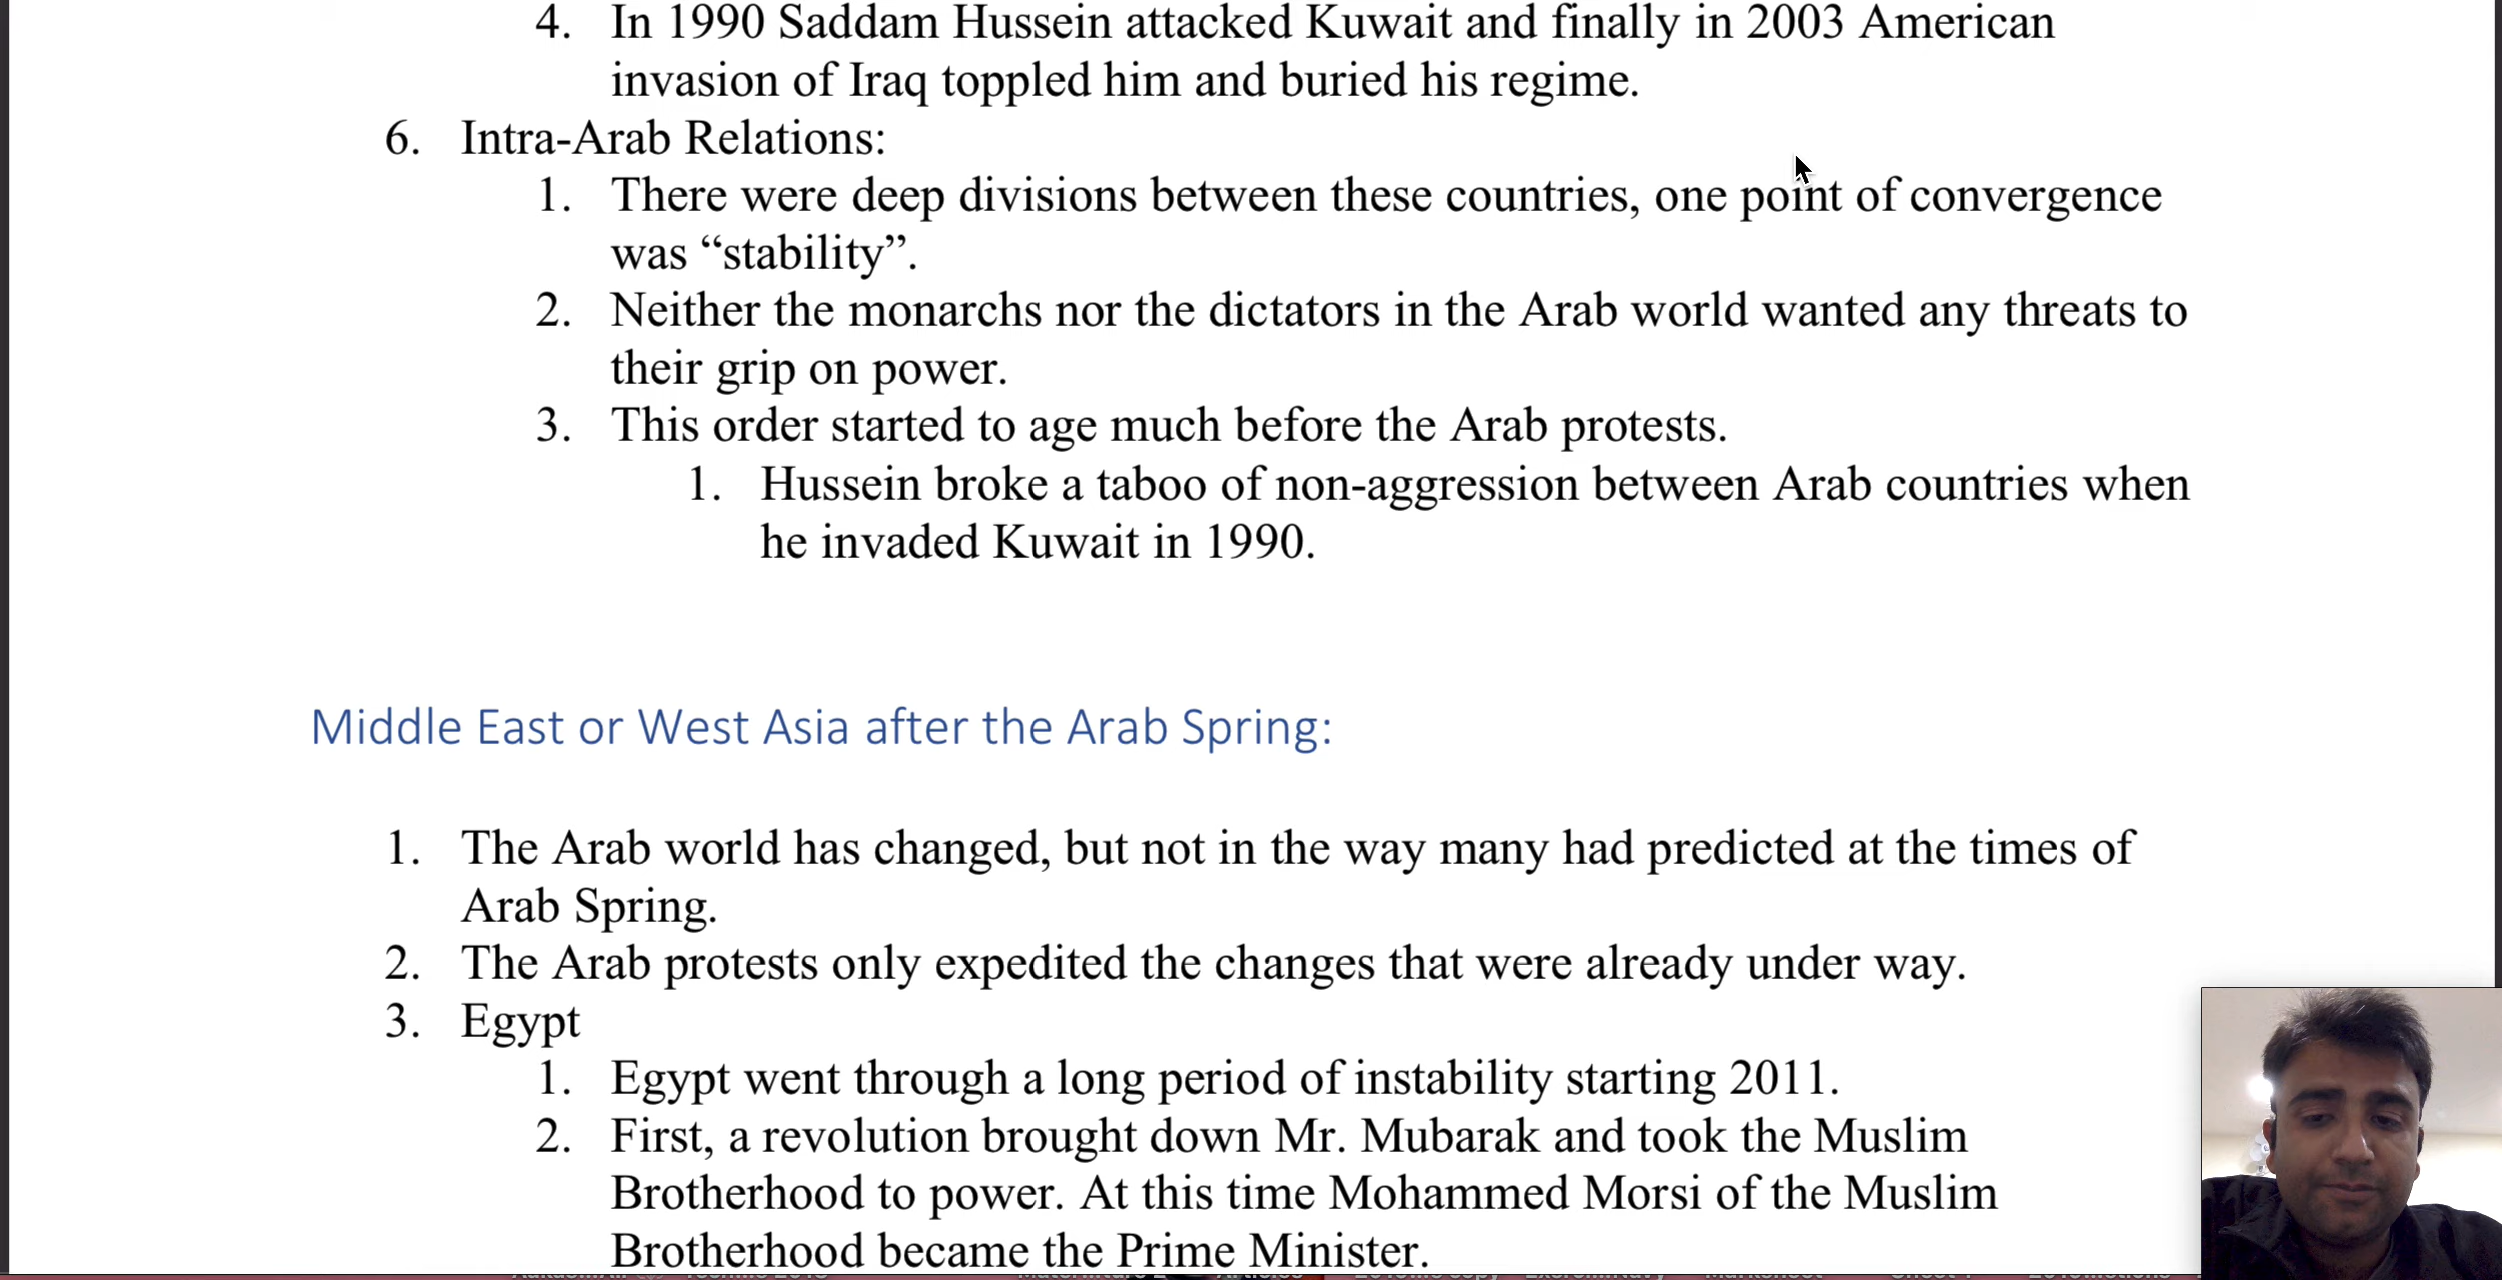 4. In 1990 Saddam Hussein attacked Kuwait and finally in 2003 American
invasion of Iraq toppled him and buried his regime.
6. Intra-Arab Relations:
1. There were deep divisions between these countries, one point of convergence
was “stability”.
2. Neither the monarchs nor the dictators in the Arab world wanted any threats to
their grip on power.
3. This order started to age much before the Arab protests.
1. Hussein broke a taboo of non-aggression between Arab countries when
he invaded Kuwait in 1990.
Middle East or West Asia after the Arab Spring:
1. The Arab world has changed, but not in the way many had predicted at the times of
Arab Spring.
2. The Arab protests only expedited the changes that were already under way.
3. Egypt
1. Egypt went through a long period of instability starting 2011.
2. First, a revolution brought down Mr. Mubarak and took the Muslim
Brotherhood to power. At this time Mohammed Morsi of the Muslim
Brotherhood became the Prime Minister.